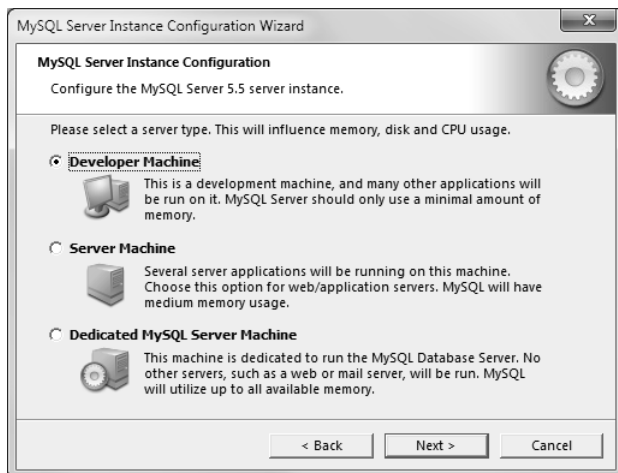 MySQL Server Instance Configuration Wizard
MySQL Server Instance Configuration
Configure the MySQL Server 5.5 server instance.
Please select a server type. This will influence memory, disk and CPU usage.
Developer Machine
This is a development machine, and many other applications will
be run on it. MySQL Server should only use a minimal amount of
memory.
Server Machine
Several server applications will be running on this machine.
Choose this option for web/application servers. MySQL will have
medium memory usage.
Dedicated MySQL Server Machine
This machine is dedicated to run the MySQL Database Server. No
other servers, such as a web or mail server, will be run. MySQL
will utilize up to all available memory.
< Back Next > Cancel